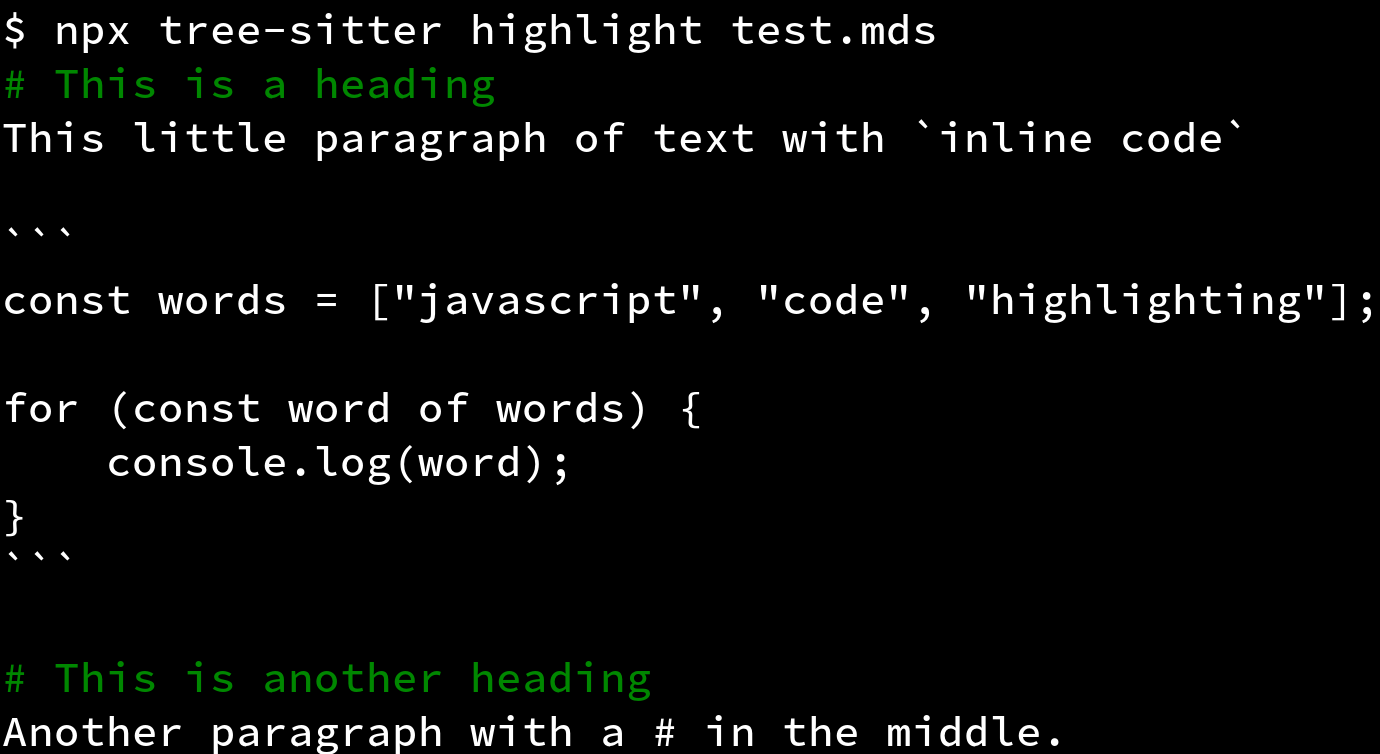 $ npx tree-sitter highlight test.mds
# This is a heading
This little paragraph of text with `inline code`
```
const words = ["javascript", "code", "highlighting"];
for (const word of words) {
    console.log(word);
}
```
# This is another heading
Another paragraph with a # in the middle.